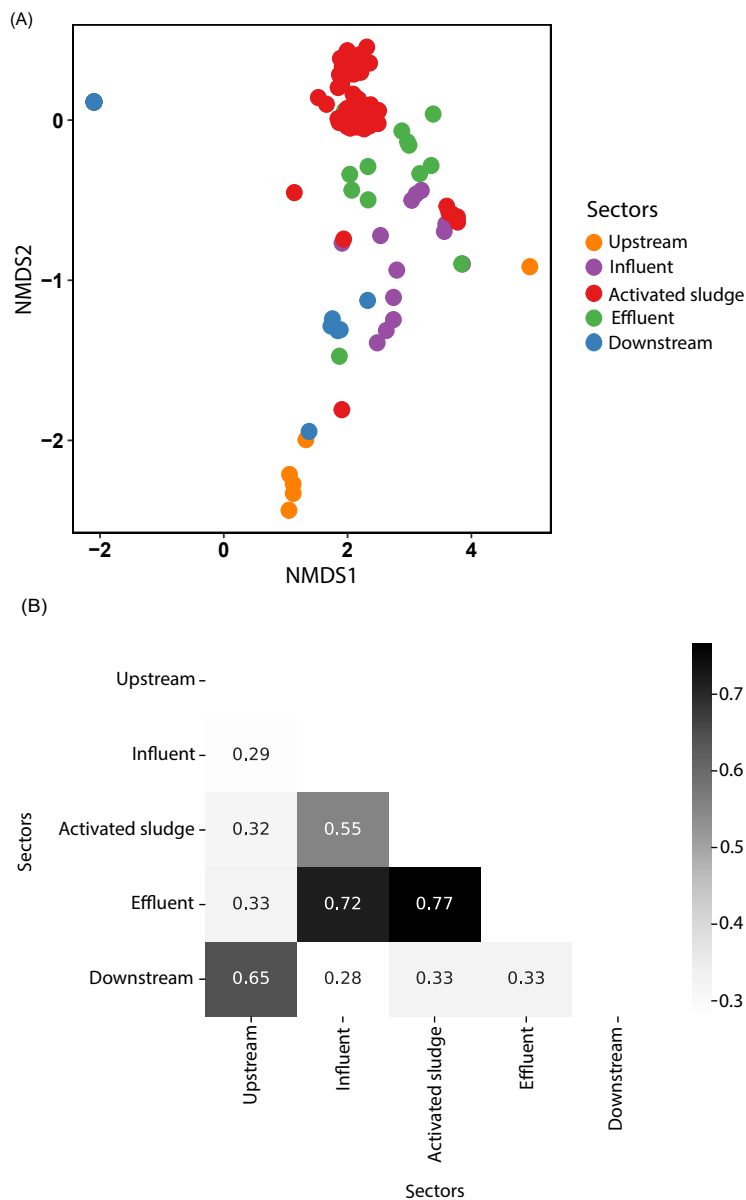 (A)
0
−1
−2
NMDS2
−2
0
2
4
NMDS1
Sectors
Upstream
Influent
Activated sludge
Effluent
Downstream
(B)
Upstream
Influent
0.29
Activated sludge
0.32 0.55
Effluent
0.33 0.72 0.77
Downstream
0.65 0.28 0.33 0.33
Sectors
Upstream
Influent
Activated sludge
Effluent
Downstream
Sectors
0.7
0.6
0.5
0.4
0.3